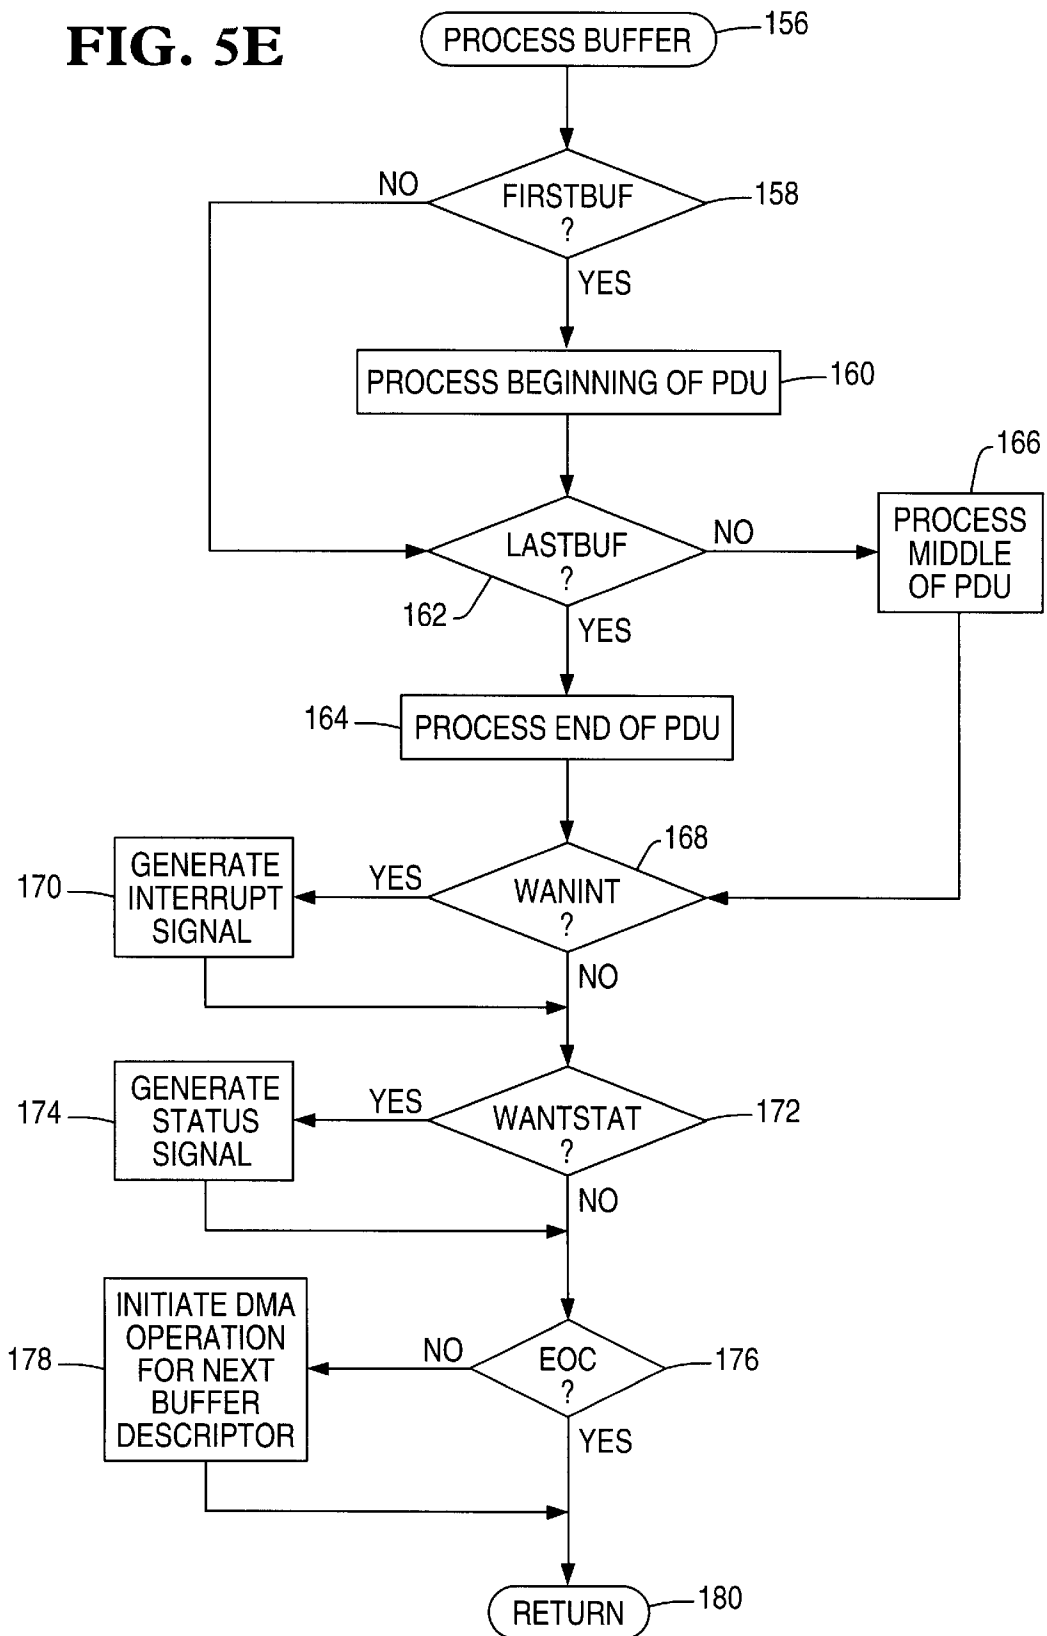 FIG. 5E
PROCESS BUFFER
156
NO
FIRSTBUF
?
158
YES
PROCESS BEGINNING OF PDU
160
166
LASTBUF
?
NO
PROCESS
MIDDLE
OF PDU
162
YES
164
PROCESS END OF PDU
168
170
GENERATE
INTERRUPT
SIGNAL
YES
WANINT
?
NO
174
GENERATE
STATUS
SIGNAL
YES
WANTSTAT
?
172
NO
178
INITIATE DMA
OPERATION
FOR NEXT
BUFFER
DESCRIPTOR
NO
EOC
?
176
YES
RETURN
180